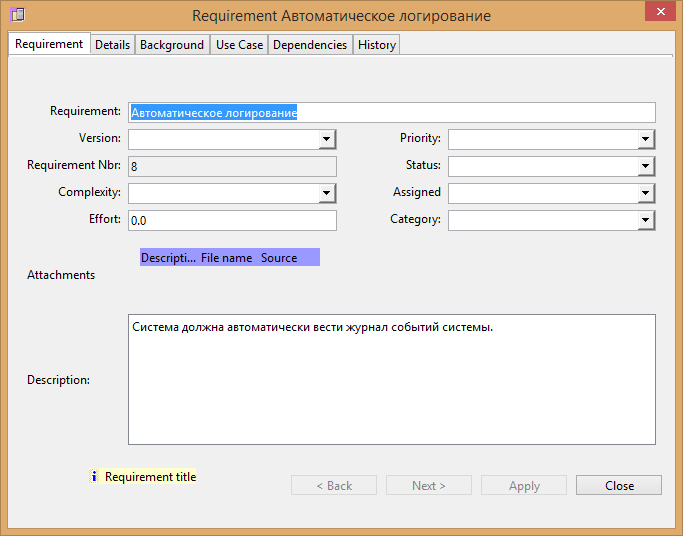 Requirement Автоматическое логирование
Requirement Details Background Use Case Dependencies History
Requirement: Автоматическое логирование
Version: Priority:
Requirement Nbr: 8 Status:
Complexity: Assigned
Effort: 0.0 Category:
Descripti... File name Source
Attachments
Система должна автоматически вести журнал событий системы.
Description:
i Requirement title
< Back Next > Apply Close